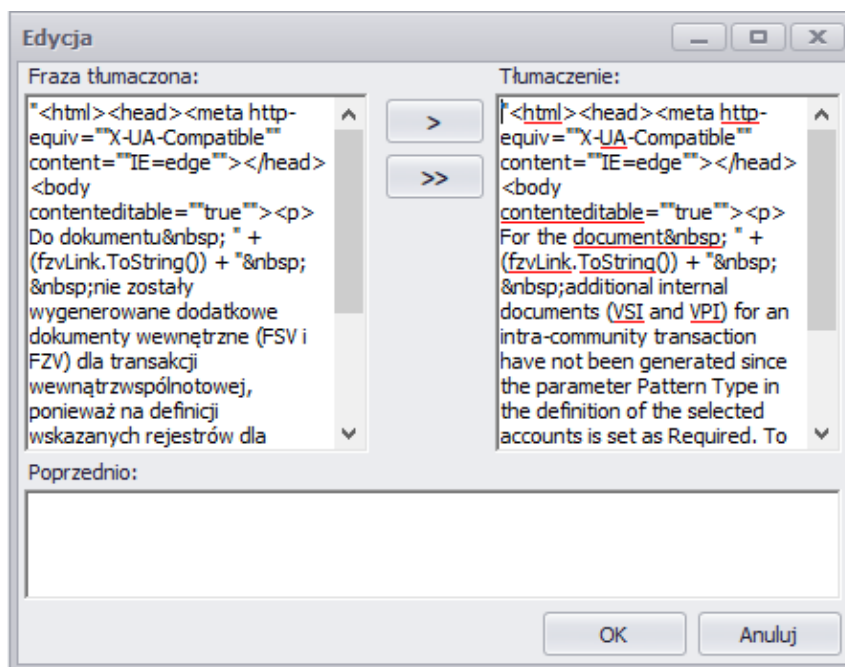 Edycja
Fraza tłumaczona:
"<html><head><meta http-
equiv=""X-UA-Compatible""
content=""IE=edge""></head>
<body
contenteditable=""true""><p>
Do dokumentu&nbsp; " +
(fzvLink.ToString()) + "&nbsp;
&nbsp;nie zostały
wygenerowane dodatkowe
dokumenty wewnętrzne (FSV i
FZV) dla transakcji
wewnątrzwspólnotowej,
ponieważ na definicji
wskazanych rejestrów dla
>
>>
Tłumaczenie:
"<html><head><meta http-
equiv=""X-UA-Compatible""
content=""IE=edge""></head>
<body
contenteditable=""true""><p>
For the document&nbsp; " +
(fzvLink.ToString()) + "&nbsp;
&nbsp;additional internal
documents (VSI and VPI) for an
intra-community transaction
have not been generated since
the parameter Pattern Type in
the definition of the selected
accounts is set as Required. To
Poprzednio:
OK
Anuluj